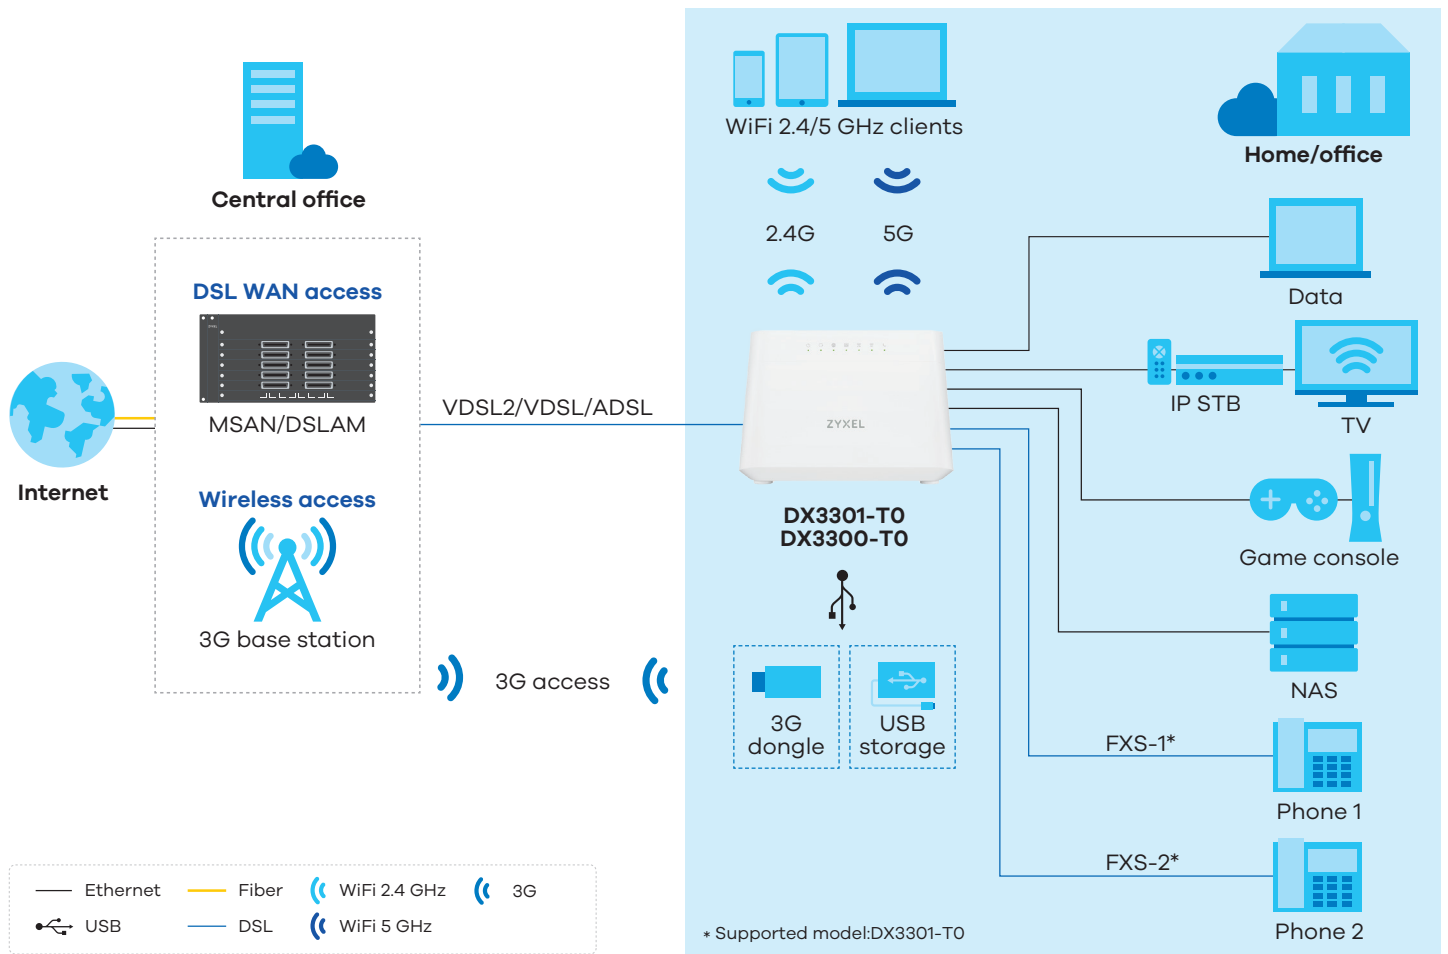 Central office
DSL WAN access
ZYXEL
MSAN/DSLAM
Internet
Wireless access
3G base station
VDSL2/VDSL/ADSL
3G access
WiFi 2.4/5 GHz clients
2.4G
5G
ZYXEL
DX3301-T0
DX3300-T0
3G
dongle
USB
storage
Home/office
Data
IP STB
TV
Game console
NAS
FXS-1*
Phone 1
FXS-2*
Phone 2
* Supported model:DX3301-T0
Ethernet
Fiber
WiFi 2.4 GHz
3G
USB
DSL
WiFi 5 GHz